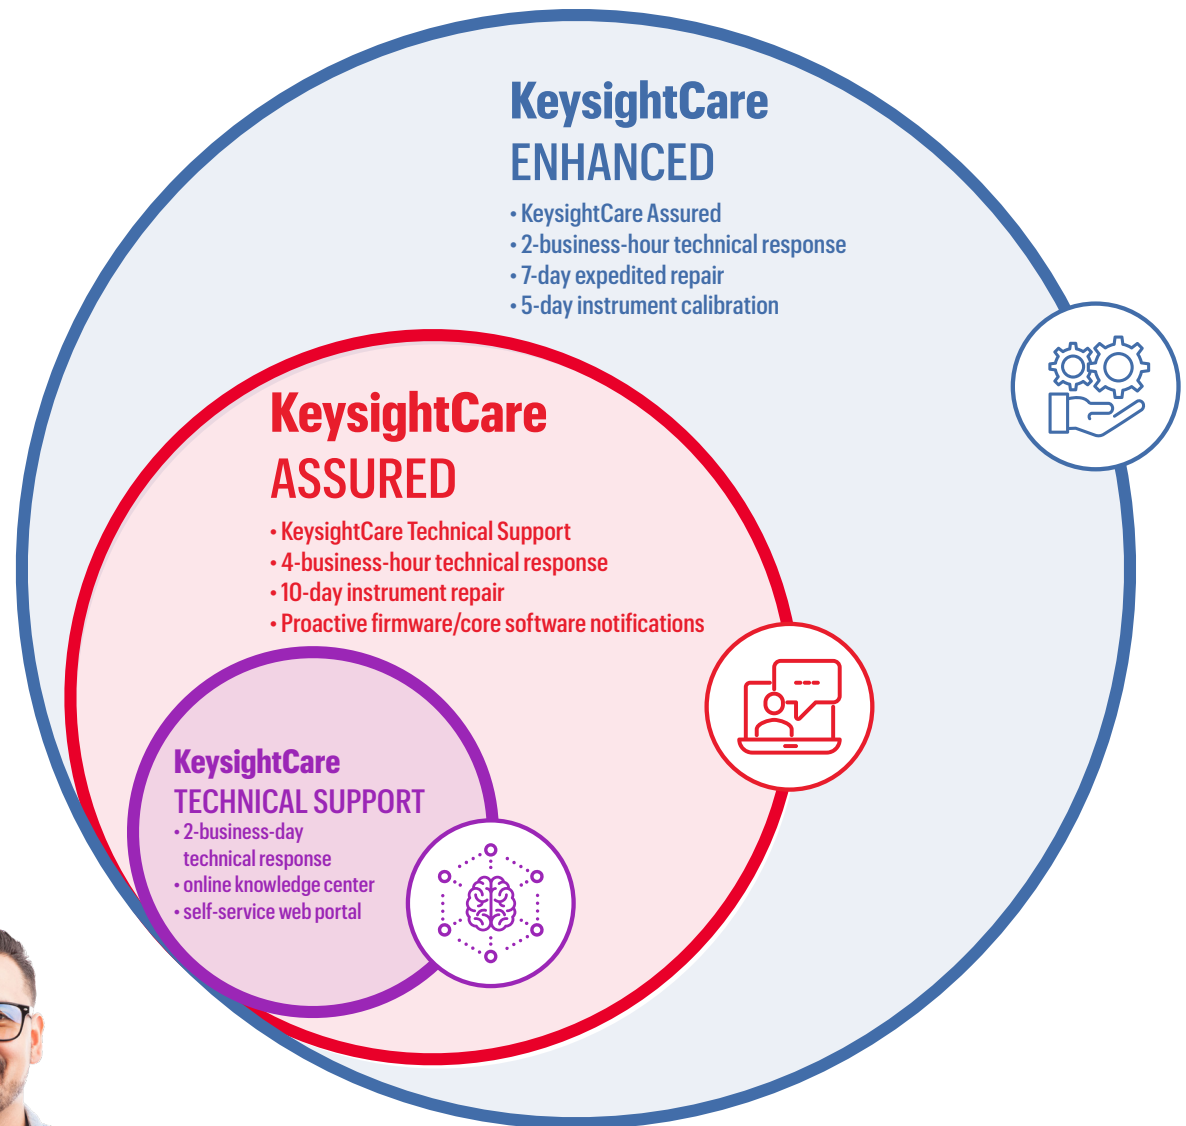 KeysightCare
ENHANCED
• KeysightCare Assured
• 2-business-hour technical response
• 7-day expedited repair
• 5-day instrument calibration
KeysightCare
ASSURED
• KeysightCare Technical Support
• 4-business-hour technical response
• 10-day instrument repair
• Proactive firmware/core software notifications
KeysightCare
TECHNICAL SUPPORT
• 2-business-day
technical response
• online knowledge center
• self-service web portal